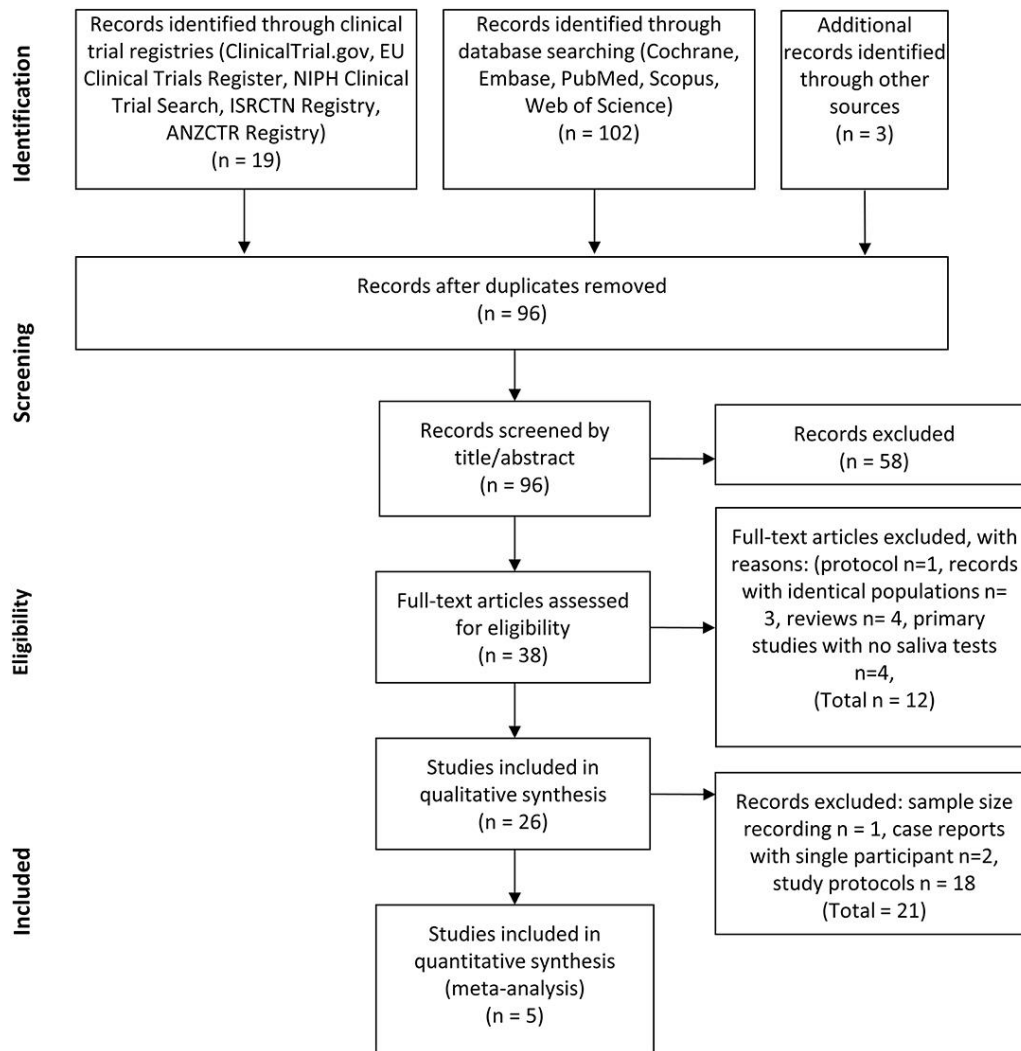 Identification
Records identified through clinical
trial registries (ClinicalTrial.gov, EU
Clinical Trials Register, NIPH Clinical
Trial Search, ISRCTN Registry,
ANZCTR Registry)
(n = 19)
Records identified through
database searching (Cochrane,
Embase, PubMed, Scopus,
Web of Science)
(n = 102)
Additional
records identified
through other
sources
(n = 3)
Screening
Records after duplicates removed
(n = 96)
Records screened by
title/abstract
(n = 96)
Records excluded
(n = 58)
Eligibility
Full-text articles assessed
for eligibility
(n = 38)
Full-text articles excluded, with
reasons: (protocol n=1, records
with identical populations n=
3, reviews n= 4, primary
studies with no saliva tests
n=4,
(Total n = 12)
Included
Studies included in
qualitative synthesis
(n = 26)
Records excluded: sample size
recording n = 1, case reports
with single participant n=2,
study protocols n = 18
(Total = 21)
Studies included in
quantitative synthesis
(meta-analysis)
(n = 5)